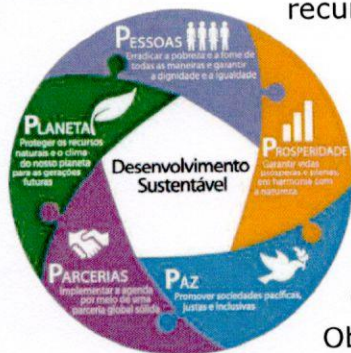 recur
PESSOAS
Erradicar a pobreza e a fome de
todas as maneiras e garantir
a dignidade e a igualdade
PROSPERIDADE
Garantir vidas
prósperas e plenas,
em harmonia com
a natureza
PAZ
Promover sociedades pacíficas,
justas e inclusivas
PARCERIAS
Implementar a agenda
por meio de uma
parceria global sólida
PLANETA
Proteger os recursos
naturais e o clima
do nosso planeta
para as gerações
futuras
Desenvolvimento
Sustentável
Ob